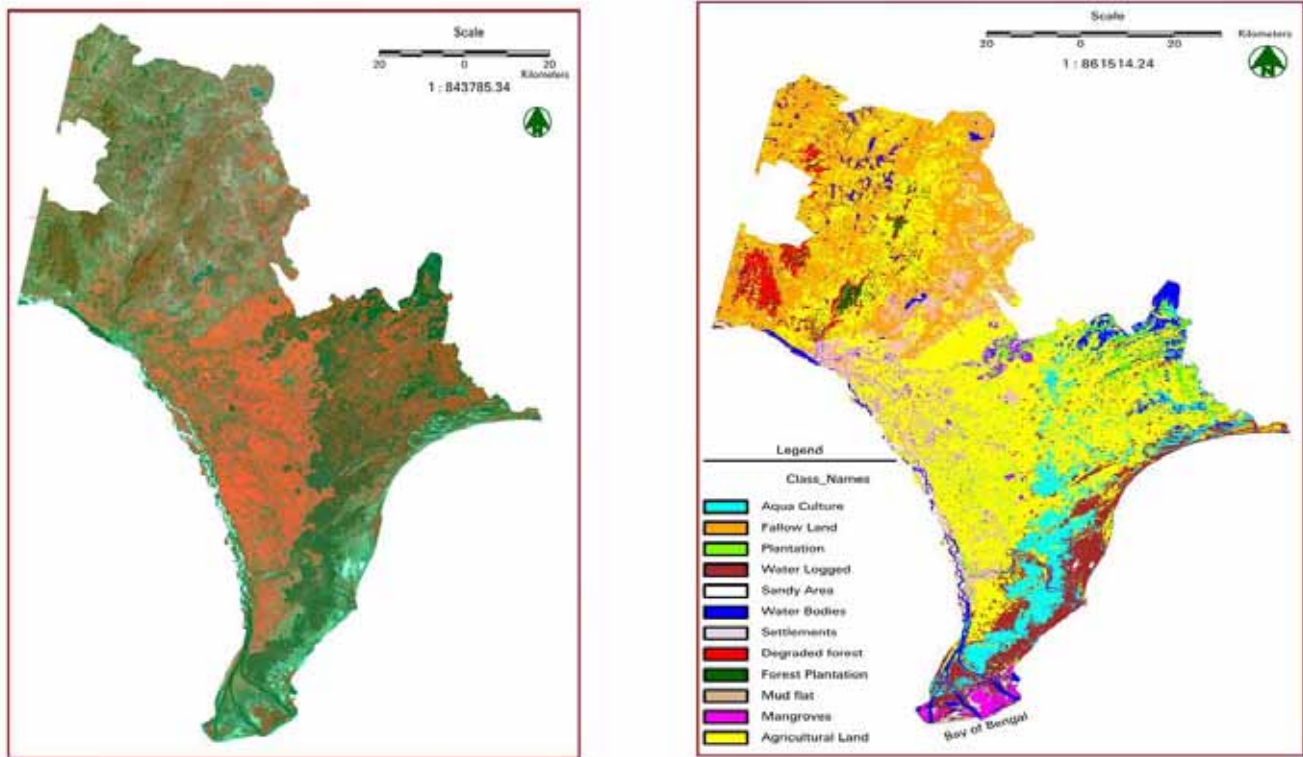 Scale
20 0 20
Kilometers
1 : 843785.34
N
Scale
20 0 20 Kilometers
1 : 861514.24
N
Legend
Class_Names
Aqua Culture
Fallow Land
Plantation
Water Logged
Sandy Area
Water Bodies
Settlements
Degraded forest
Forest Plantation
Mud flat
Mangroves
Agricultural Land
Bay of Bengal